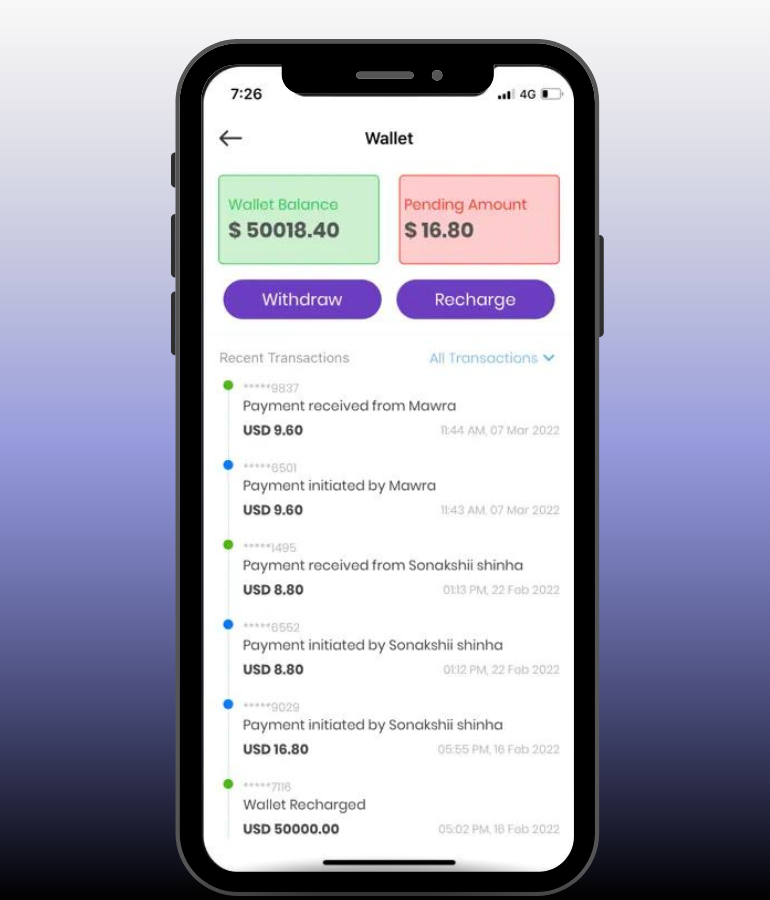 7:26
4G
Wallet
Wallet Balance
$ 50018.40
Pending Amount
$ 16.80
Withdraw
Recharge
Recent Transactions
All Transactions
*****9837
Payment received from Mawra
USD 9.60
11:44 AM, 07 Mar 2022
*****6501
Payment initiated by Mawra
USD 9.60
11:43 AM, 07 Mar 2022
*****1495
Payment received from Sonakshii shinha
USD 8.80
01:13 PM, 22 Feb 2022
*****6552
Payment initiated by Sonakshii shinha
USD 8.80
01:12 PM, 22 Feb 2022
*****9029
Payment initiated by Sonakshii shinha
USD 16.80
05:55 PM, 16 Feb 2022
*****7116
Wallet Recharged
USD 50000.00
05:02 PM, 16 Feb 2022